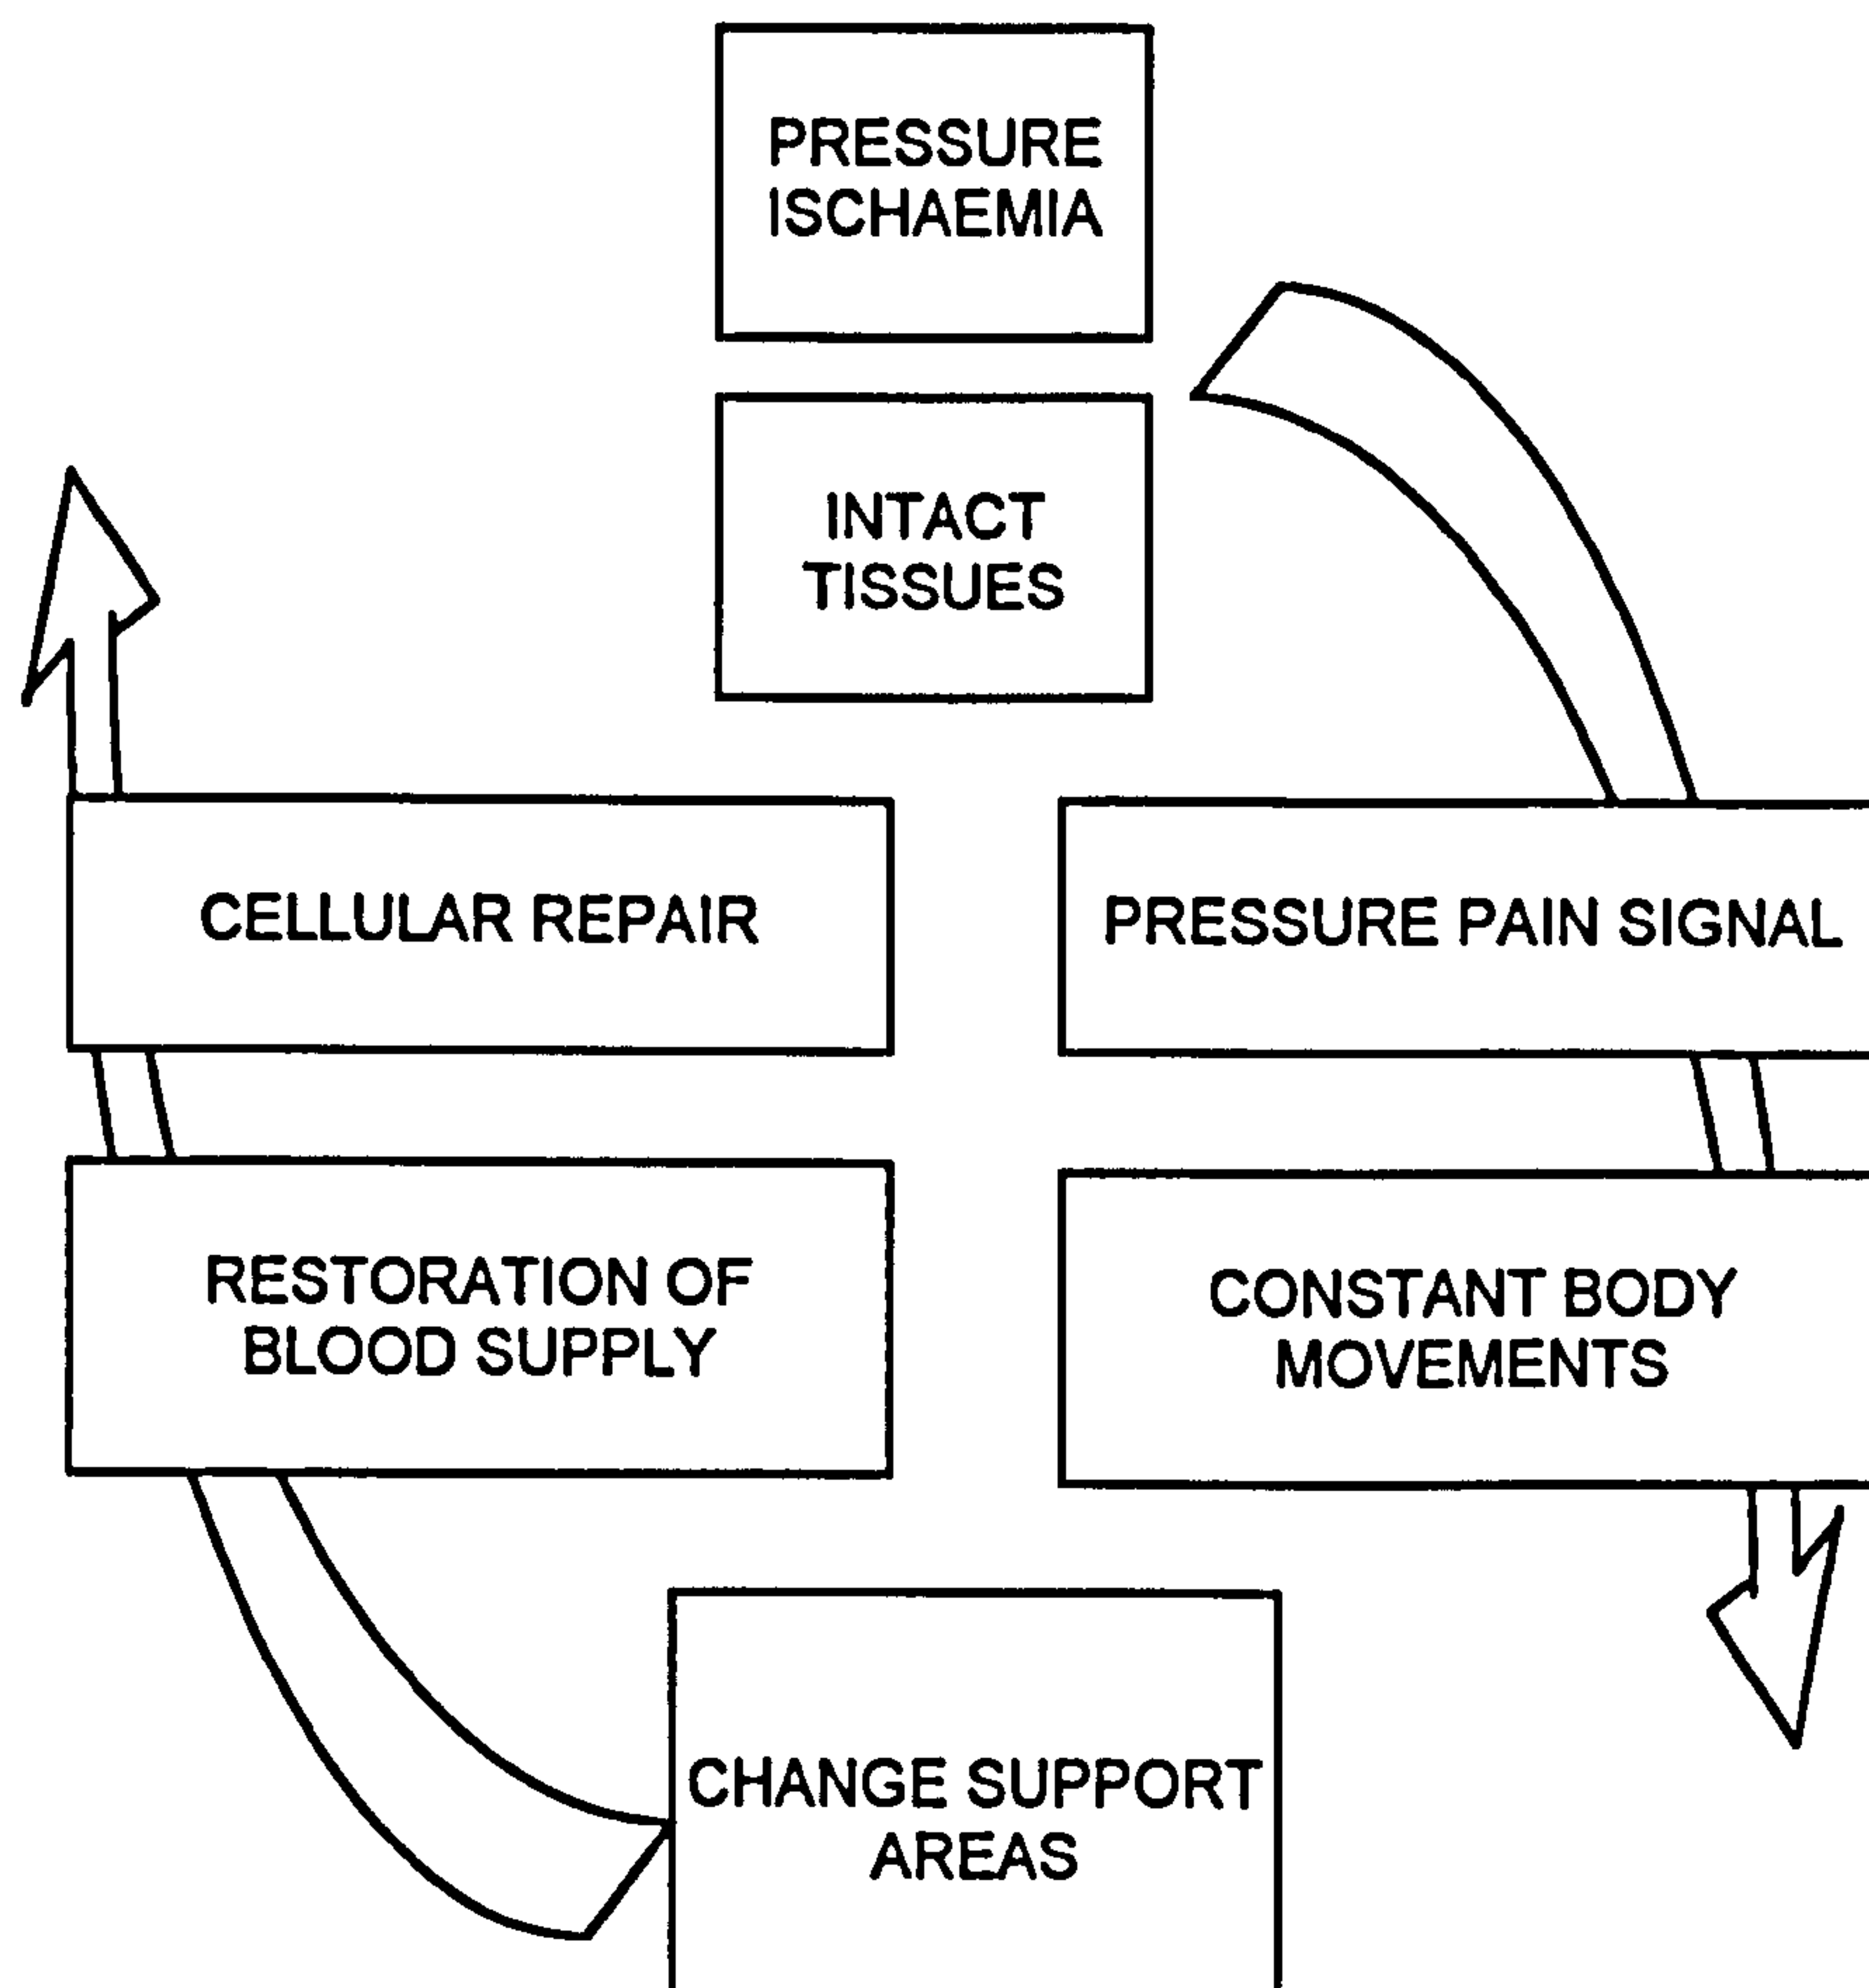 PRESSURE
ISCHAEMIA
INTACT
TISSUES
CELLULAR REPAIR
PRESSURE PAIN SIGNAL
RESTORATION OF
BLOOD SUPPLY
CONSTANT BODY
MOVEMENTS
CHANGE SUPPORT
AREAS